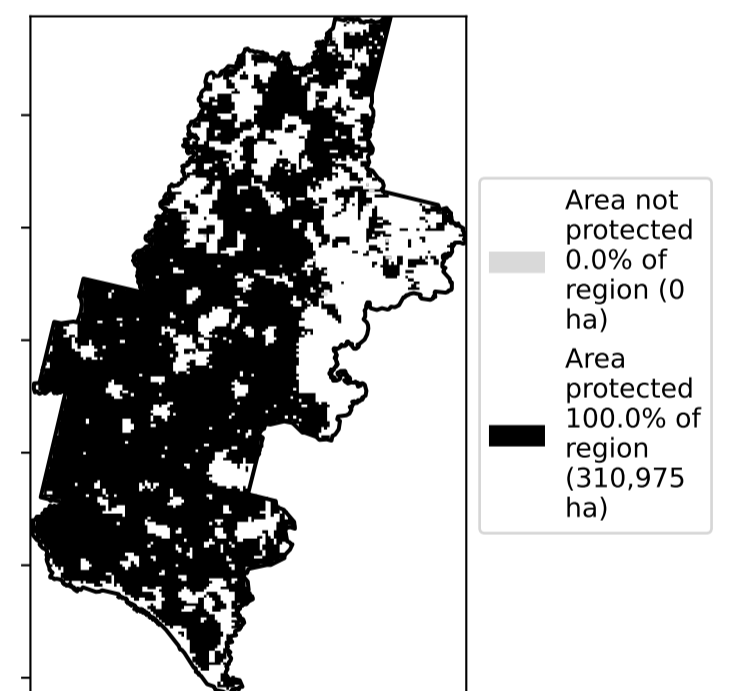 Area not
protected
0.0% of
region (0
ha)
Area
protected
100.0% of
region
(310,975
ha)